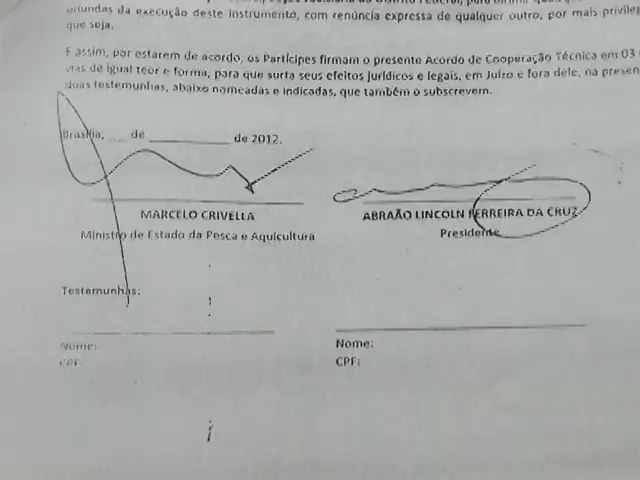 oriundas da execução deste instrumento, com renúncia expressa de qualquer outro, por mais privile
que seja.
E assim, por estarem de acordo, os Partícipes firmam o presente Acordo de Cooperação Técnica em 03
vias de igual teor e forma, para que surta seus efeitos jurídicos e legais, em Juízo e fora dele, na presen
duas testemunhas, abaixo nomeadas e indicadas, que também o subscrevem.
Brasília, ____ de ____________ de 2012.
MARCELO CRIVELLA
Ministro de Estado da Pesca e Aquicultura
ABRAÃO LINCOLN FERREIRA DA CRUZ
Presidente
Testemunhas:
Nome:
CPF:
Nome:
CPF: